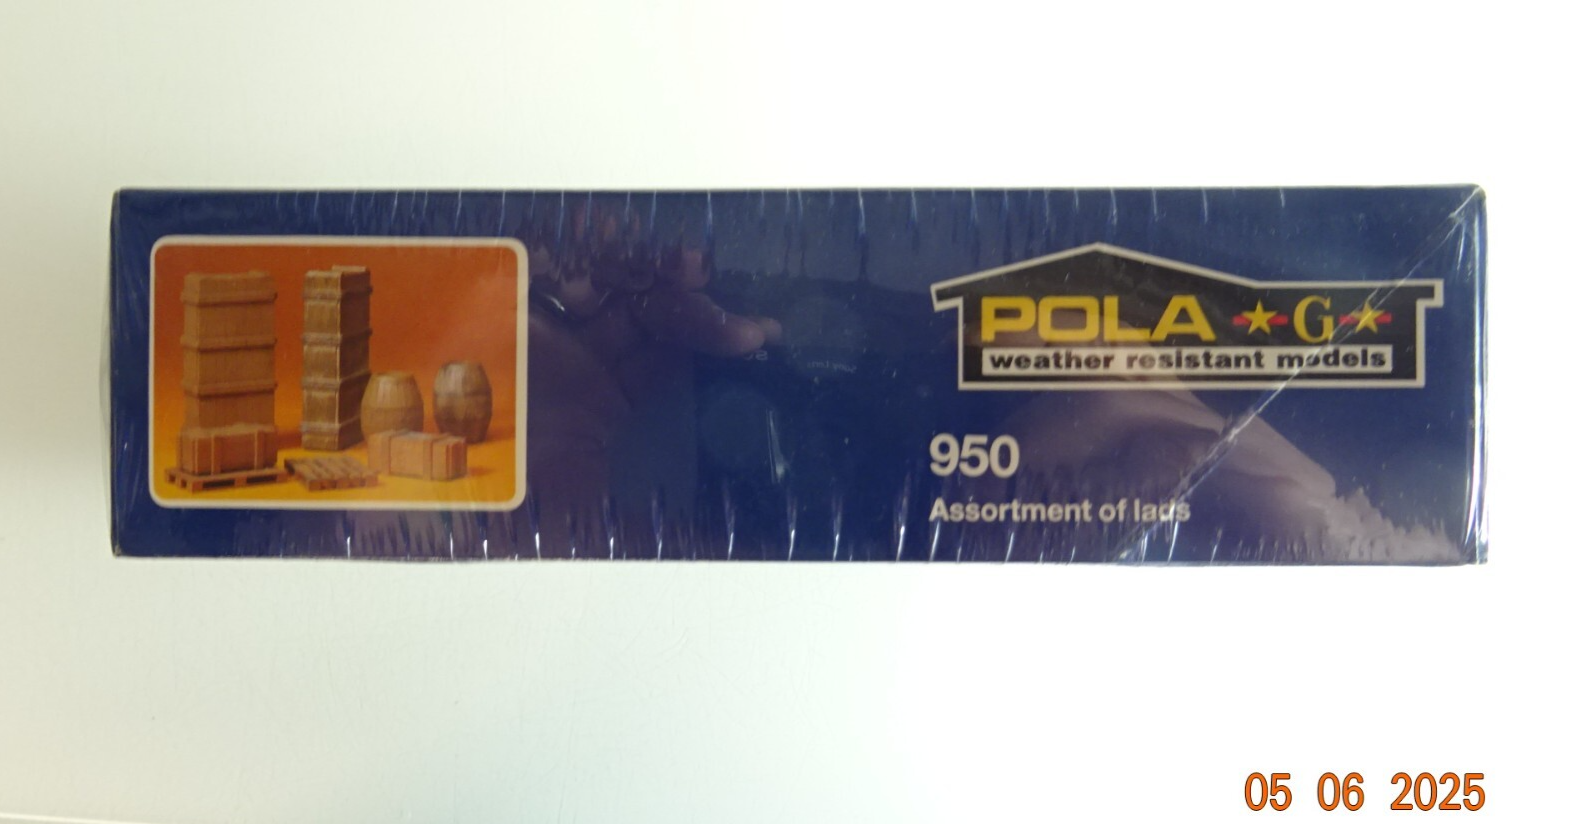 POLA G
weather resistant models
950
Assortment of lads
05 06 2025